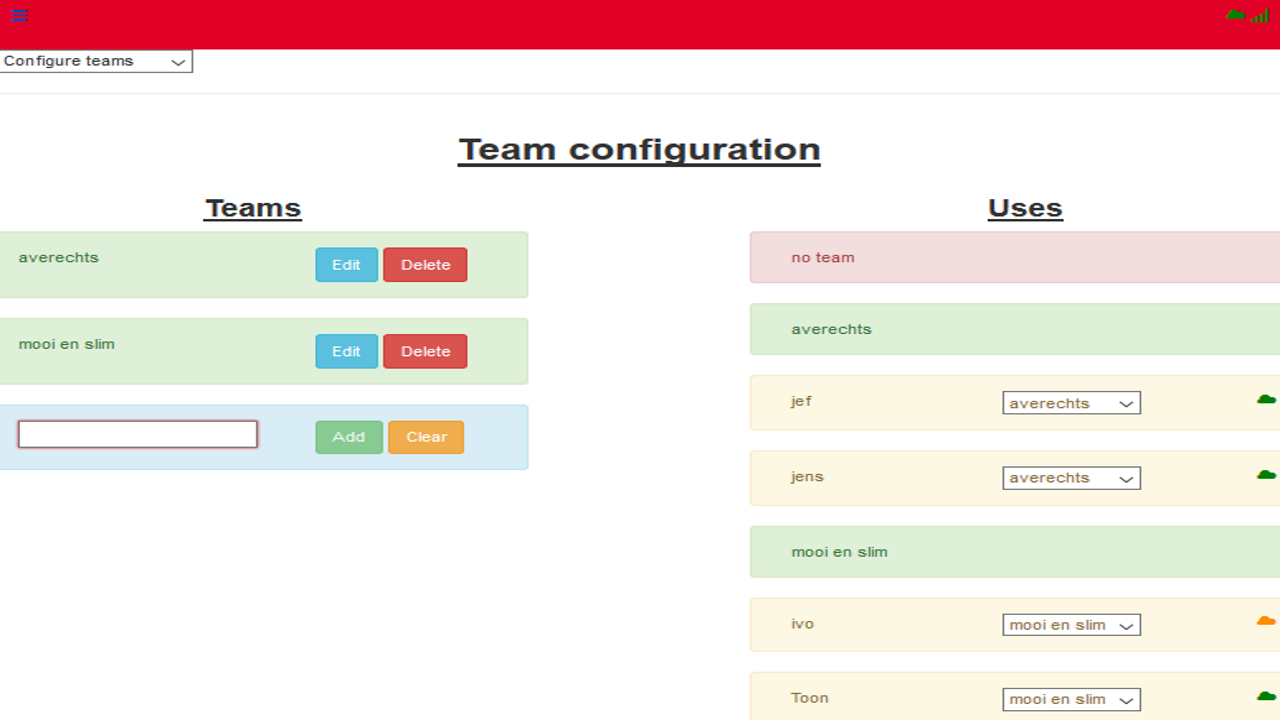 Configure teams
Team configuration
Teams
averechts Edit Delete
mooi en slim Edit Delete
Add Clear
Uses
no team
averechts
jef averechts
jens averechts
mooi en slim
ivo mooi en slim
Toon mooi en slim